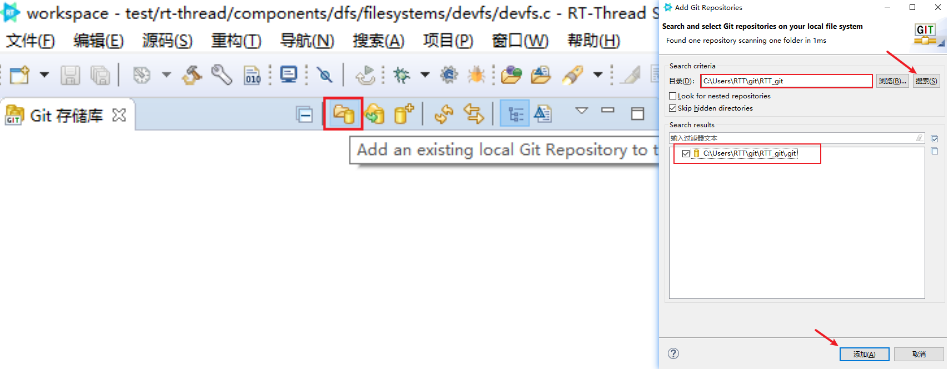 workspace - test/rt-thread/components/dfs/filesystems/devfs/devfs.c - RT-Thread S
文件(F) 编辑(E) 源码(S) 重构(T) 导航(N) 搜索(A) 项目(P) 窗口(W) 帮助(H)
010
GIT Git 存储库
Add an existing local Git Repository to t
Add Git Repositories
Search and select Git repositories on your local file system
Found one repository scanning one folder in 1ms
GIT
Search criteria
目录(D): C:\Users\RTT\git\RTT_git 浏览(B)... 搜索(S)
Look for nested repositories
Skip hidden directories
Search results
输入过滤器文本
C:\Users\RTT\git\RTT_git\.git
添加(A) 取消